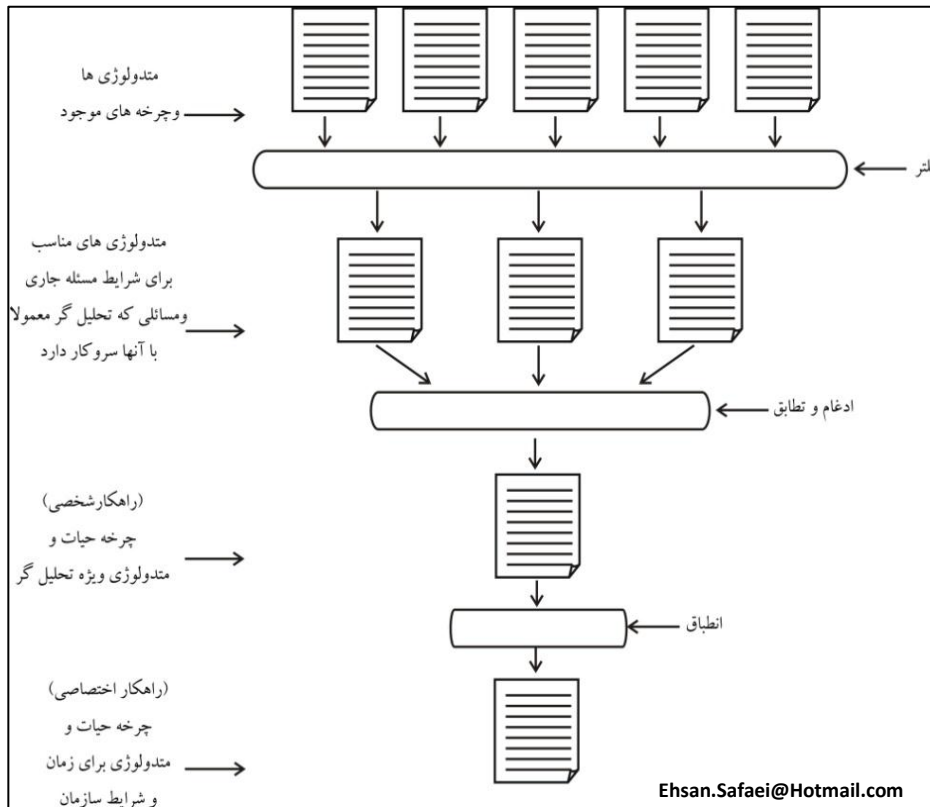 متدولوژی ها
وچرخه های موجود
لتر
متدولوژی های مناسب
برای شرایط مسئله جاری
ومسائلی که تحلیل گر معمولا
با آنها سروکار دارد
ادغام و تطابق
(راهکارشخصی)
چرخه حیات و
متدولوژی ویژه تحلیل گر
انطباق
(راهکار اختصاصی)
چرخه حیات و
متدولوژی برای زمان
و شرایط سازمان
Ehsan.Safaei@Hotmail.com